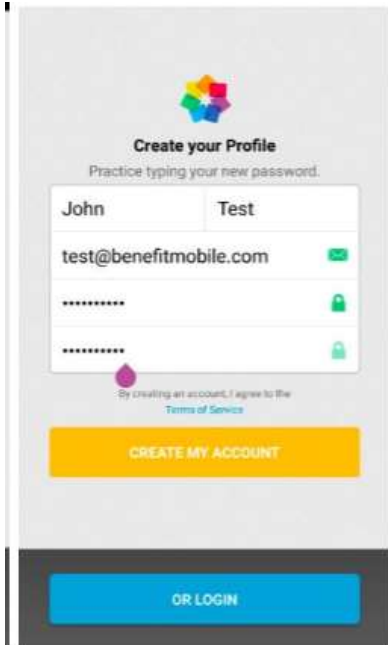 Create your Profile
Practice typing your new password.
John Test
test@benefitmobile.com
••••••••••
••••••••••
By creating an account, I agree to the
Terms of Service
CREATE MY ACCOUNT
OR LOGIN